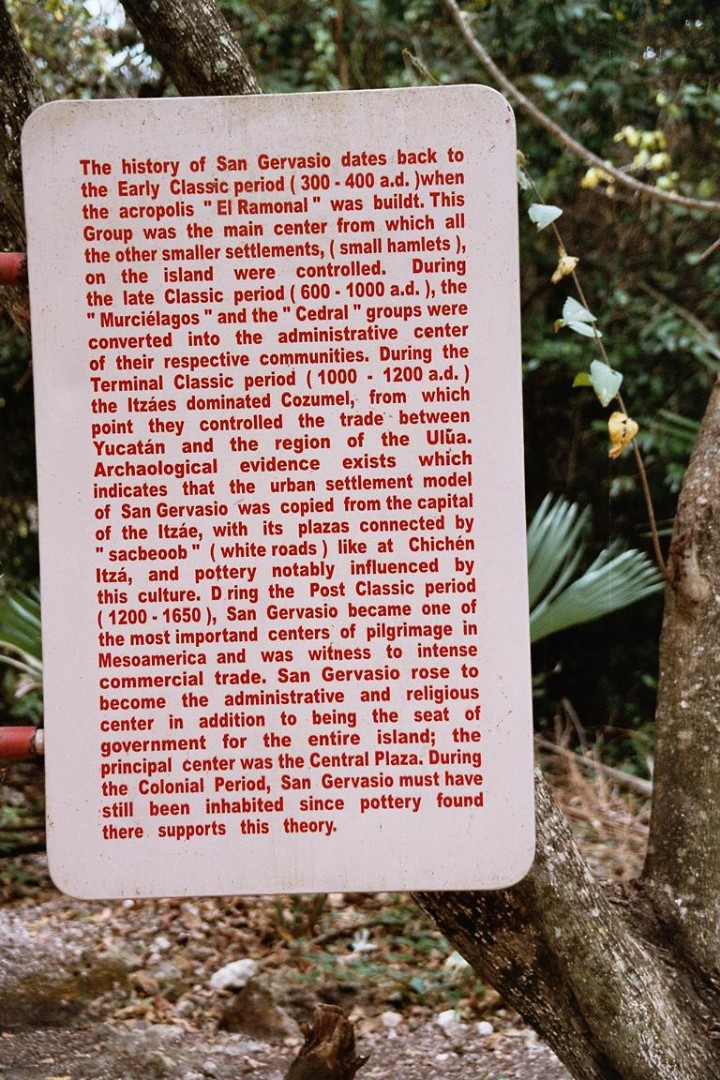 The history of San Gervasio dates back to
the Early Classic period ( 300 - 400 a.d. )when
the acropolis " El Ramonal " was buildt. This
Group was the main center from which all
the other smaller settlements, ( small hamlets ),
on the island were controlled. During
the late Classic period ( 600 - 1000 a.d. ), the
" Murciélagos " and the " Cedral " groups were
converted into the administrative center
of their respective communities. During the
Terminal Classic period ( 1000 - 1200 a.d. )
the Itzáes dominated Cozumel, from which
point they controlled the trade between
Yucatán and the region of the Ulũa.
Archaological evidence exists which
indicates that the urban settlement model
of San Gervasio was copied from the capital
of the Itzáe, with its plazas connected by
" sacbeoob " ( white roads ) like at Chichén
Itzá, and pottery notably influenced by
this culture. D ring the Post Classic period
( 1200 - 1650 ), San Gervasio became one of
the most importand centers of pilgrimage in
Mesoamerica and was witness to intense
commercial trade. San Gervasio rose to
become the administrative and religious
center in addition to being the seat of
government for the entire island; the
principal center was the Central Plaza. During
the Colonial Period, San Gervasio must have
still been inhabited since pottery found
there supports this theory.